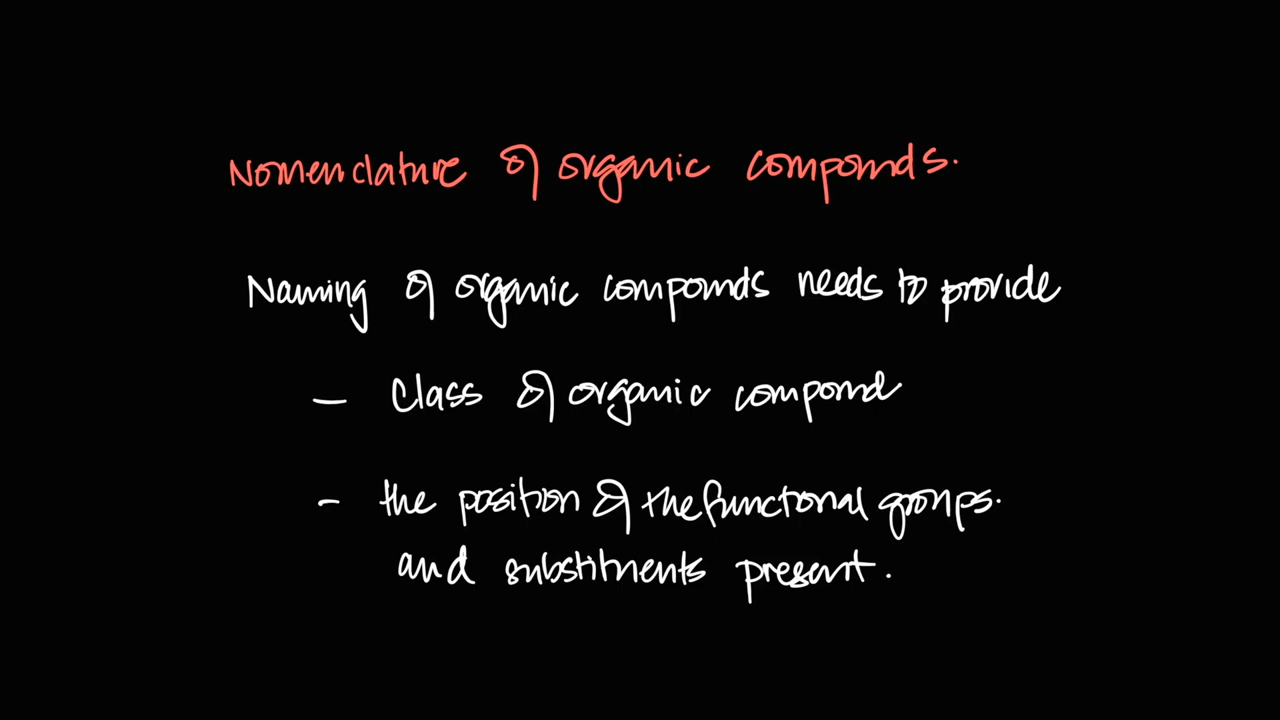 Nomenclature of organic compounds.
Naming of organic compounds needs to provide
- Class of organic compound
- the position of the functional groups.
and substituents present.